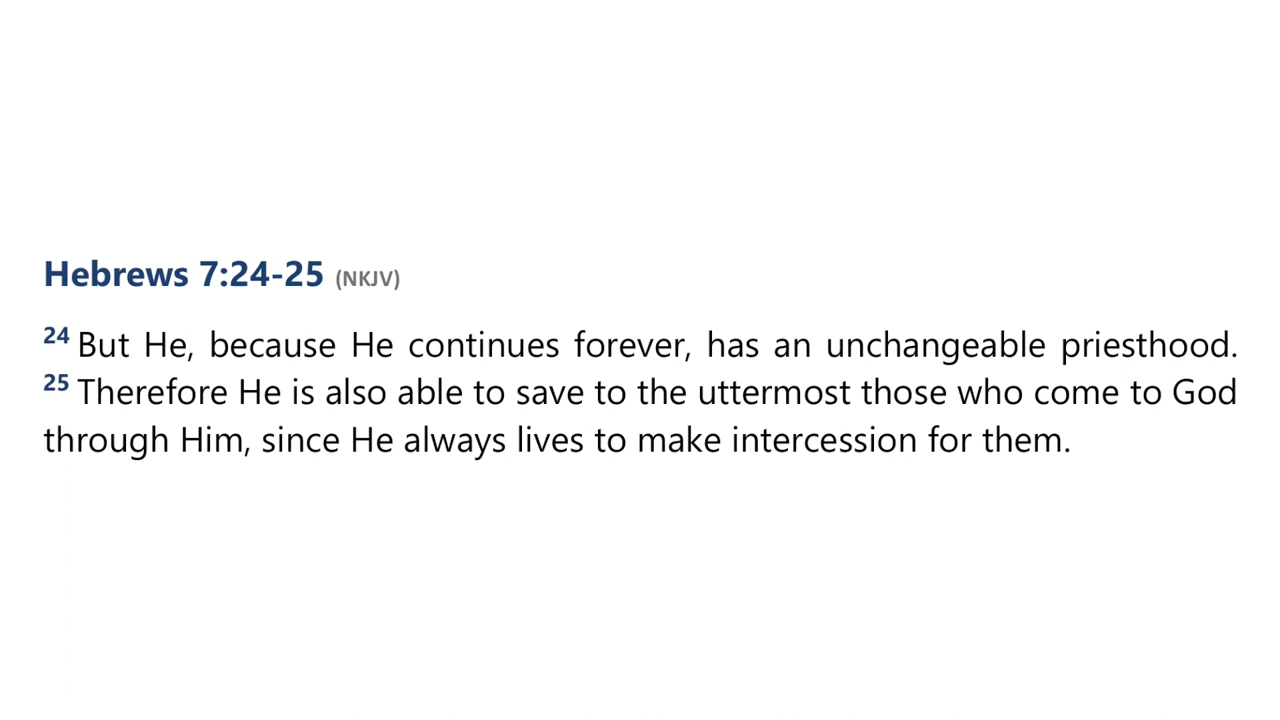 Hebrews 7:24-25 (NKJV)
24 But He, because He continues forever, has an unchangeable priesthood.
25 Therefore He is also able to save to the uttermost those who come to God
through Him, since He always lives to make intercession for them.